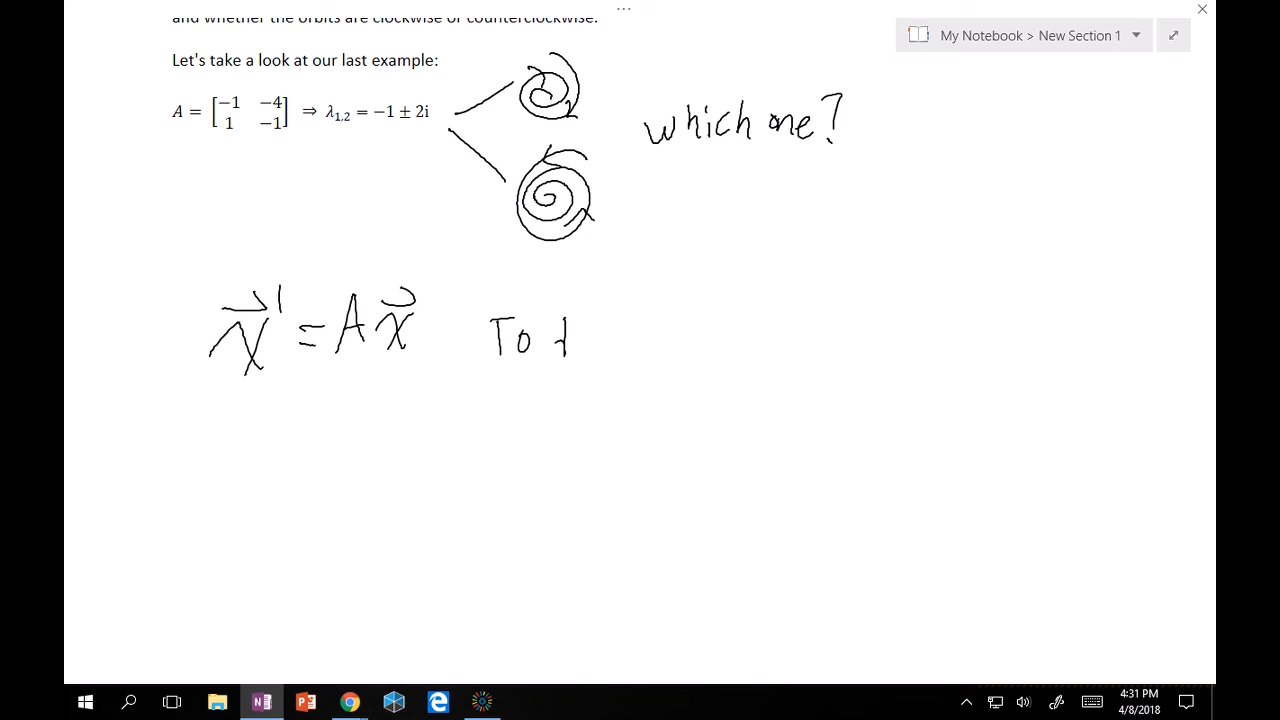 and whether the orbits are clockwise or counterclockwise.
My Notebook > New Section 1
Let's take a look at our last example:
A = [−1 −4
1 −1] ⇒ λ1,2 = −1 ± 2i
which one?
x⃗' = Ax⃗ To
4:31 PM
4/8/2018